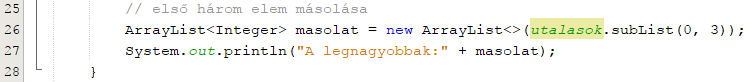 25 // első három elem másolása
26 ArrayList<Integer> masolat = new ArrayList<>(utalasok.subList(0, 3));
27 System.out.println("A legnagyobbak:" + masolat);
28 }